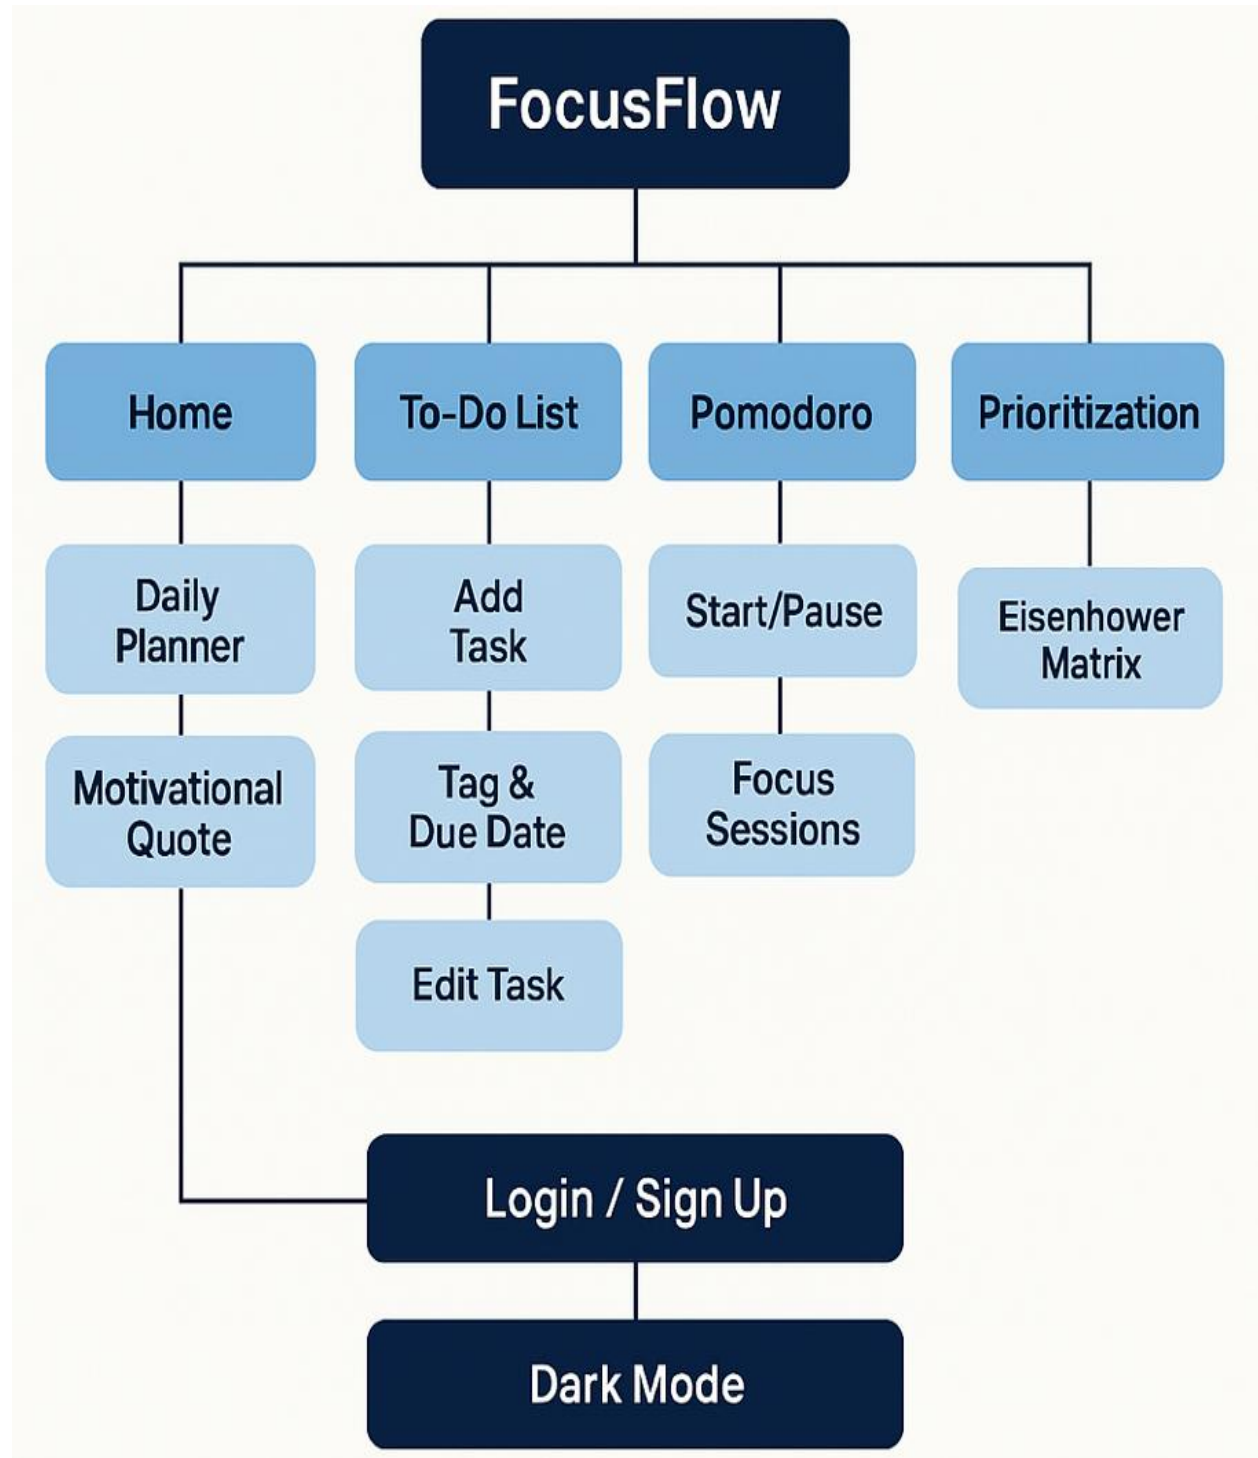 FocusFlow
Home
To-Do List
Pomodoro
Prioritization
Daily
Planner
Motivational
Quote
Add
Task
Tag &
Due Date
Edit Task
Start/Pause
Focus
Sessions
Eisenhower
Matrix
Login / Sign Up
Dark Mode